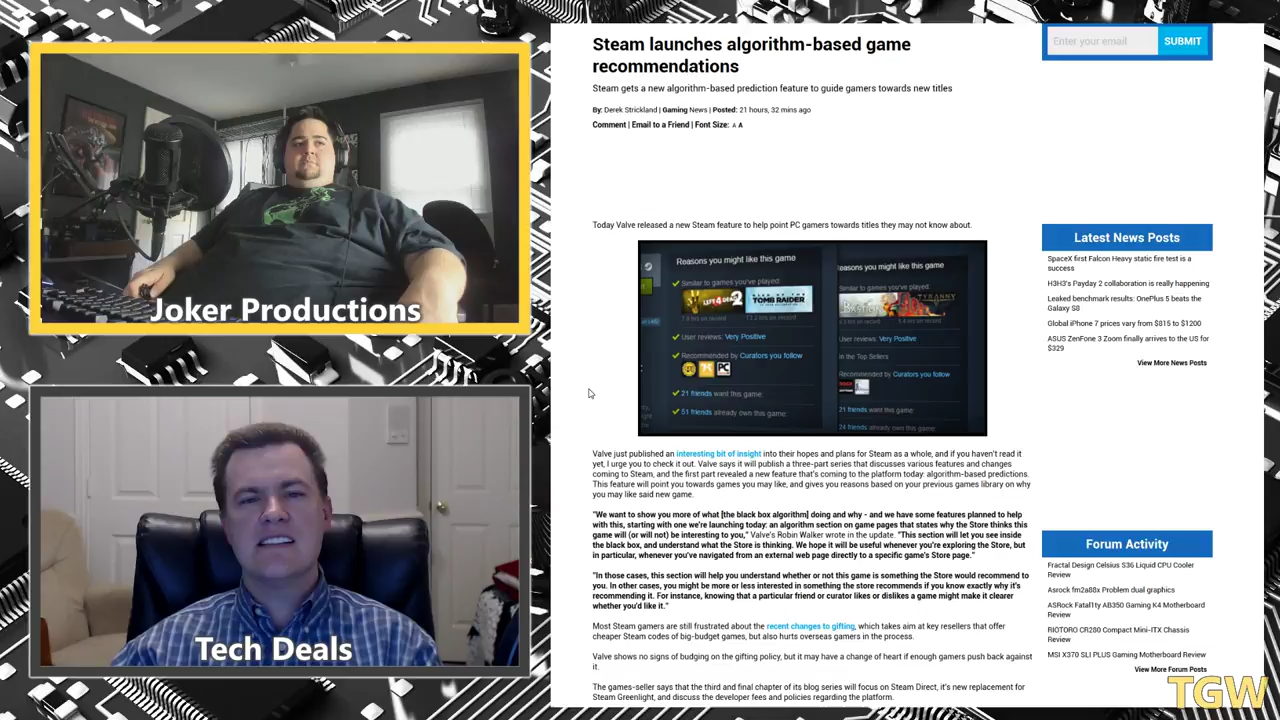 Steam launches algorithm-based game
recommendations
Steam gets a new algorithm-based prediction feature to guide gamers towards new titles
By: Derek Strickland | Gaming News | Posted: 21 hours, 32 mins ago
Comment | Email to a Friend | Font Size: A A
Today Valve released a new Steam feature to help point PC gamers towards titles they may not know about.
Reasons you might like this game
Similar to games you've played
LEFT 4 DEAD 2
TOMB RAIDER
User reviews: Very Positive
Recommended by Curators you follow
PC
21 friends want this game:
51 friends already own this game:
Reasons you might like this game
Similar to games you've played
BASTION
TYRANNY
User reviews: Very Positive
In the Top Sellers
Recommended by Curators you follow
21 friends want this game:
74 friends already own this game:
Valve just published an interesting bit of insight into their hopes and plans for Steam as a whole, and if you haven't read it
yet, I urge you to check it out. Valve says it will publish a three-part series that discusses various features and changes
coming to Steam, and the first part revealed a new feature that's coming to the platform today: algorithm-based predictions.
This feature will point you towards games you may like, and gives you reasons based on your previous games library on why
you may like said new game.
"We want to show you more of what [the black box algorithm] doing and why - and we have some features planned to help
with this, starting with one we're launching today: an algorithm section on game pages that states why the Store thinks this
game will (or will not) be interesting to you," Valve's Robin Walker wrote in the update. "This section will let you see inside
the black box, and understand what the Store is thinking. We hope it will be useful whenever you're exploring the Store, but
in particular, whenever you've navigated from an external web page directly to a specific game's Store page."
"In those cases, this section will help you understand whether or not this game is something the Store would recommend to
you. In other cases, you might be more or less interested in something the store recommends if you know exactly why it's
recommending it. For instance, knowing that a particular friend or curator likes or dislikes a game might make it clearer
whether you'd like it."
Most Steam gamers are still frustrated about the recent changes to gifting, which takes aim at key resellers that offer
cheaper Steam codes of big-budget games, but also hurts overseas gamers in the process.
Valve shows no signs of budging on the gifting policy, but it may have a change of heart if enough gamers push back against
it.
The games-seller says that the third and final chapter of its blog series will focus on Steam Direct, it's new replacement for
Steam Greenlight, and discuss the developer fees and policies regarding the platform.
Enter your email
SUBMIT
Latest News Posts
SpaceX first Falcon Heavy static fire test is a
success
H3H3's Payday 2 collaboration is really happening
Leaked benchmark results: OnePlus 5 beats the
Galaxy S8
Global iPhone 7 prices vary from $815 to $1200
ASUS ZenFone 3 Zoom finally arrives to the US for
$329
View More News Posts
Forum Activity
Fractal Design Celsius S36 Liquid CPU Cooler
Review
Asrock fm2a88x Problem dual graphics
ASRock Fatal1ty AB350 Gaming K4 Motherboard
Review
RIOTORO CR280 Compact Mini-ITX Chassis
Review
MSI X370 SLI PLUS Gaming Motherboard Review
View More Forum Posts
Joker Productions
Tech Deals
TGW